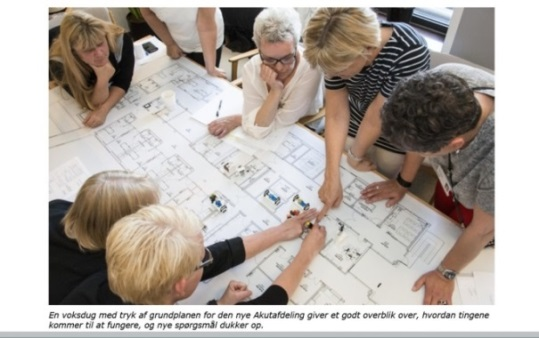 En voksdug med tryk af grundplanen for den nye Akutafdeling giver et godt overblik over, hvordan tingene
kommer til at fungere, og nye spørgsmål dukker op.